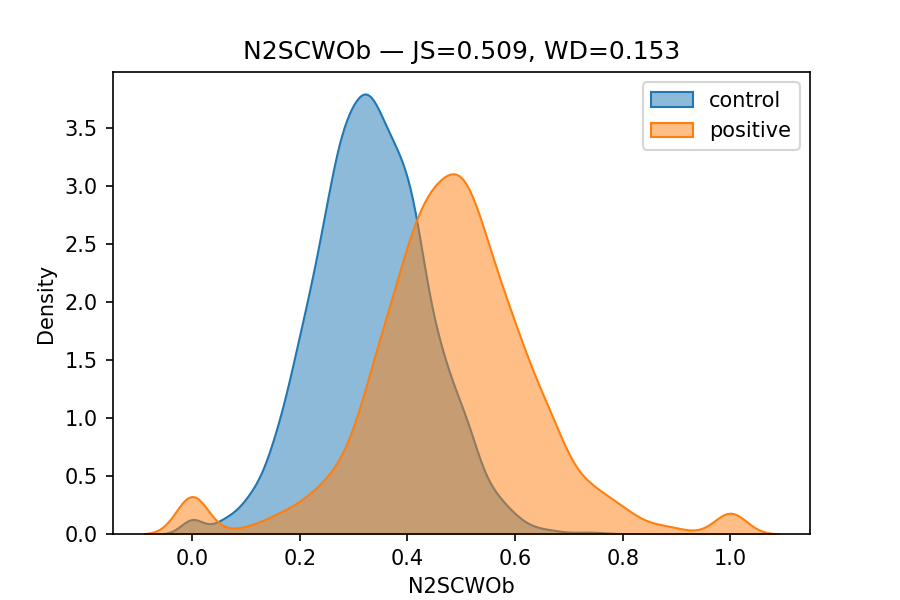 N2SCWOb — JS=0.509, WD=0.153
control
positive
Density
3.5
3.0
2.5
2.0
1.5
1.0
0.5
0.0
0.0 0.2 0.4 0.6 0.8 1.0
N2SCWOb